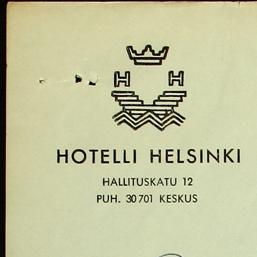 H H
HOTELLI HELSINKI
HALLITUSKATU 12
PUH. 30701 KESKUS